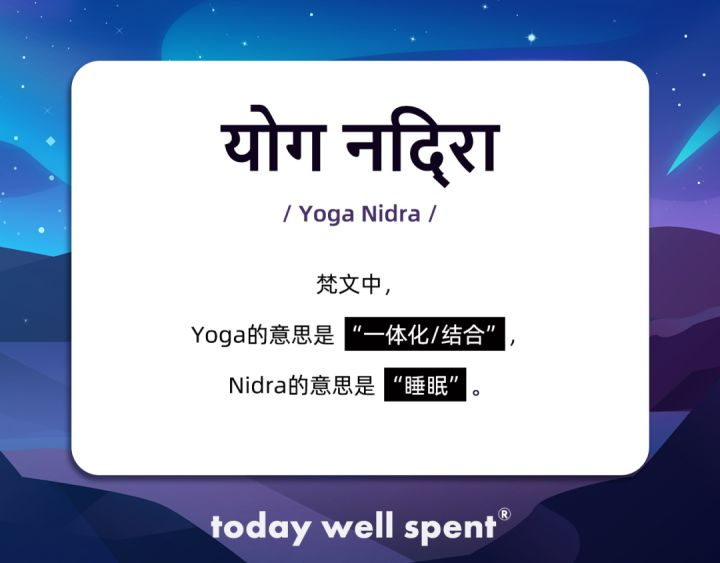 योग नदि्रा
/ Yoga Nidra /
梵文中，
Yoga的意思是 “一体化/结合”，
Nidra的意思是 “睡眠”。
today well spent®